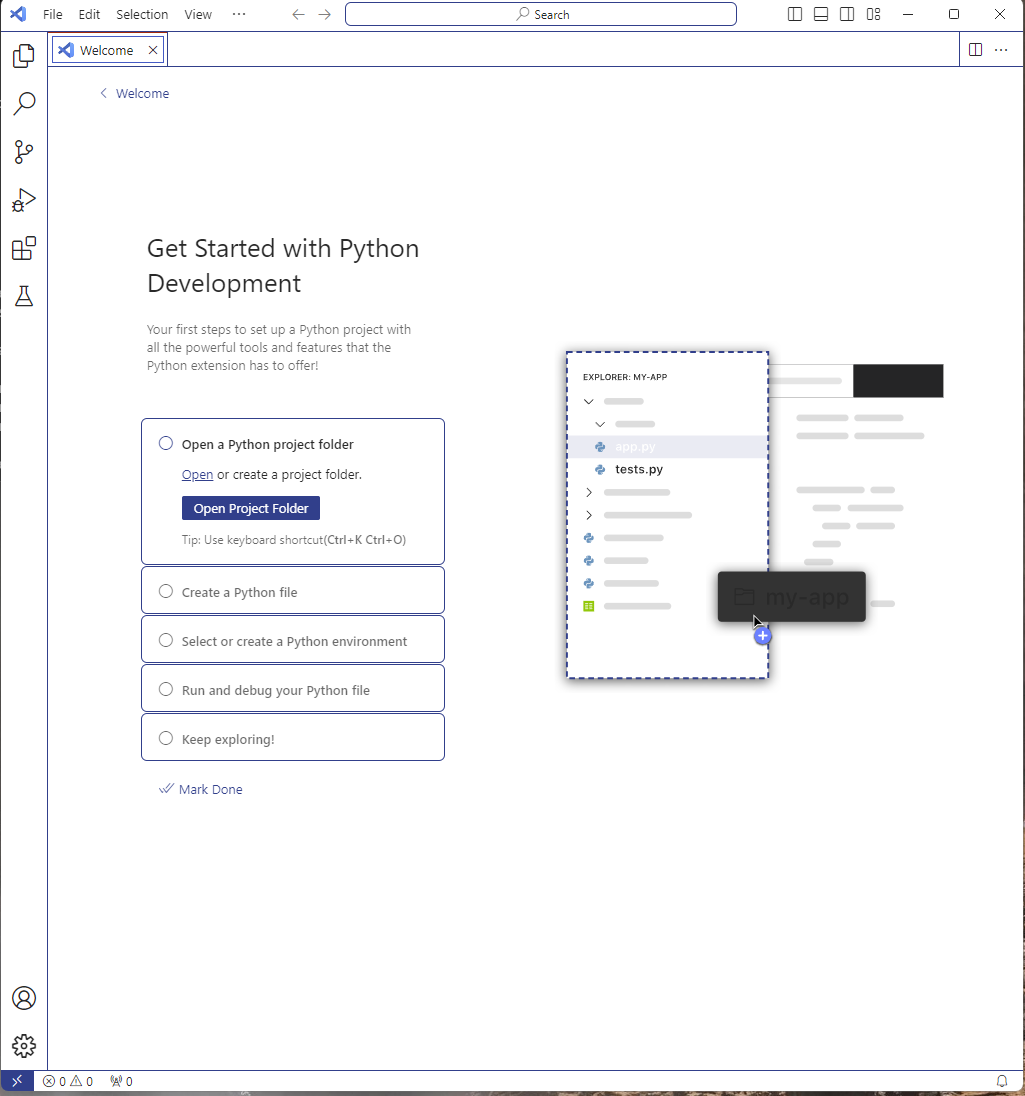 File Edit Selection View ··· Search
Welcome
Welcome
Get Started with Python
Development
Your first steps to set up a Python project with
all the powerful tools and features that the
Python extension has to offer!
Open a Python project folder
Open or create a project folder.
Open Project Folder
Tip: Use keyboard shortcut(Ctrl+K Ctrl+O)
Create a Python file
Select or create a Python environment
Run and debug your Python file
Keep exploring!
Mark Done
EXPLORER: MY-APP
app.py
tests.py
my-app
0 0 0